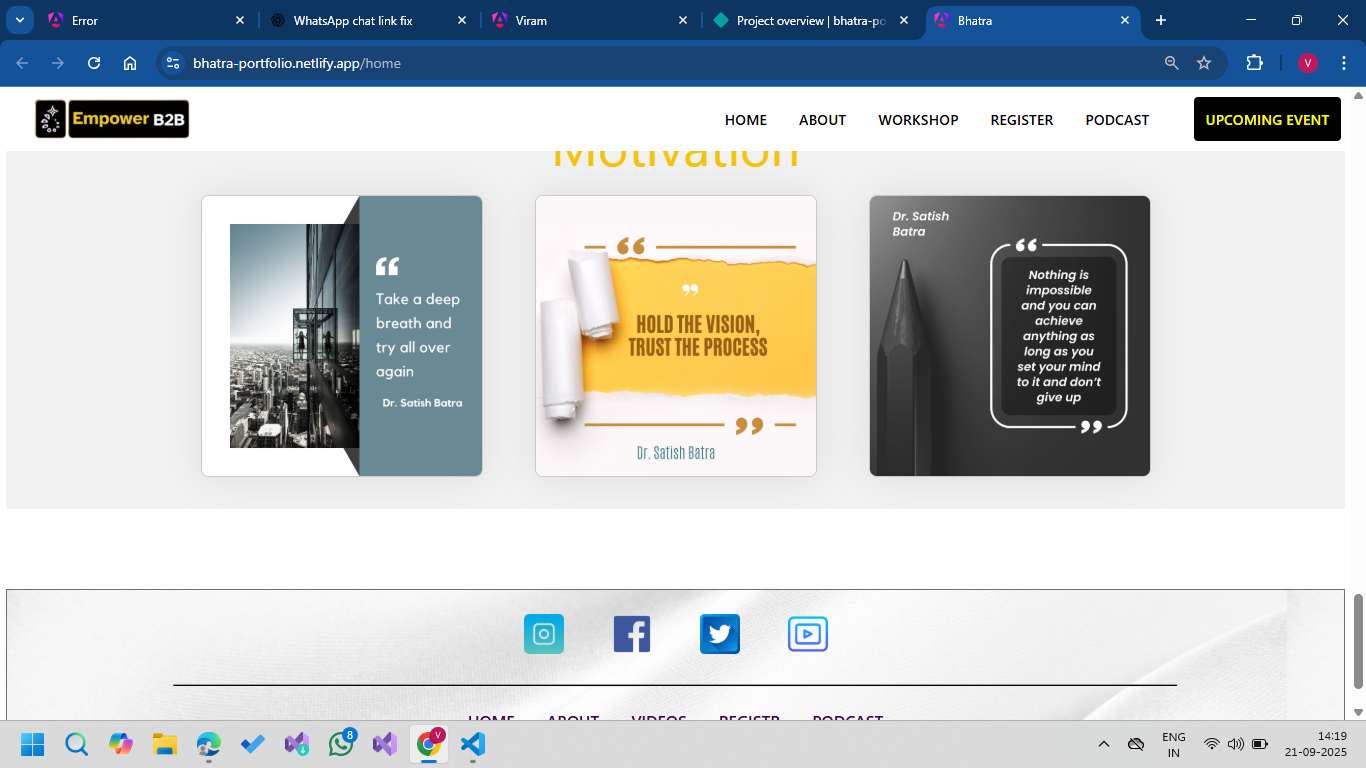 Error
WhatsApp chat link fix
Viram
Project overview | bhatra-po
Bhatra
bhatra-portfolio.netlify.app/home
V
Empower B2B
HOME
ABOUT
WORKSHOP
REGISTER
PODCAST
UPCOMING EVENT
Motivation
“
Take a deep
breath and
try all over
again
Dr. Satish Batra
“
”
HOLD THE VISION,
TRUST THE PROCESS
”
Dr. Satish Batra
Dr. Satish
Batra
“
Nothing is
impossible
and you can
achieve
anything as
long as you
set your mind
to it and don’t
give up
”
HOME
ABOUT
VIDEOS
REGISTR
PODCAST
8
V
ENG
IN
14:19
21-09-2025